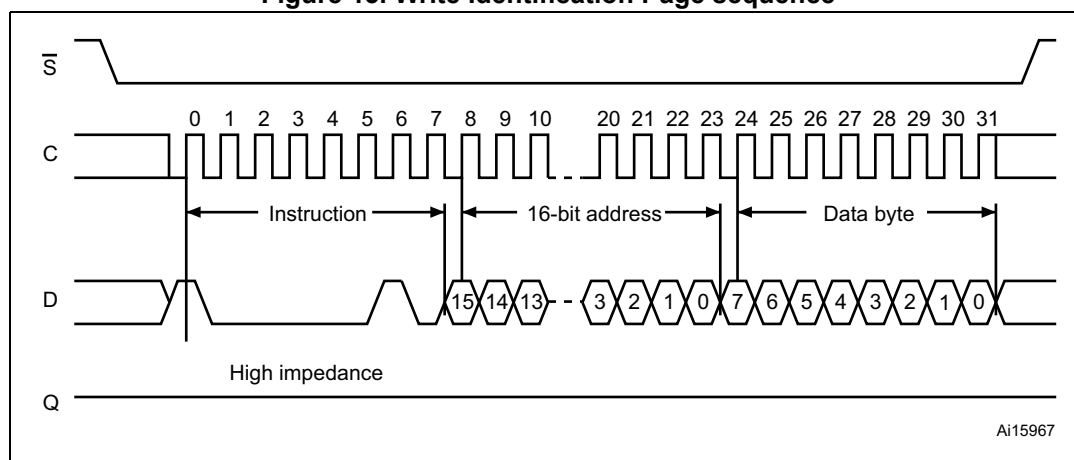 Figure 15. Write Identification Page sequence
S
0 1 2 3 4 5 6 7 8 9 10 20 21 22 23 24 25 26 27 28 29 30 31
C
Instruction 16-bit address Data byte
D 15 14 13 3 2 1 0 7 6 5 4 3 2 1 0
High impedance
Q
Ai15967